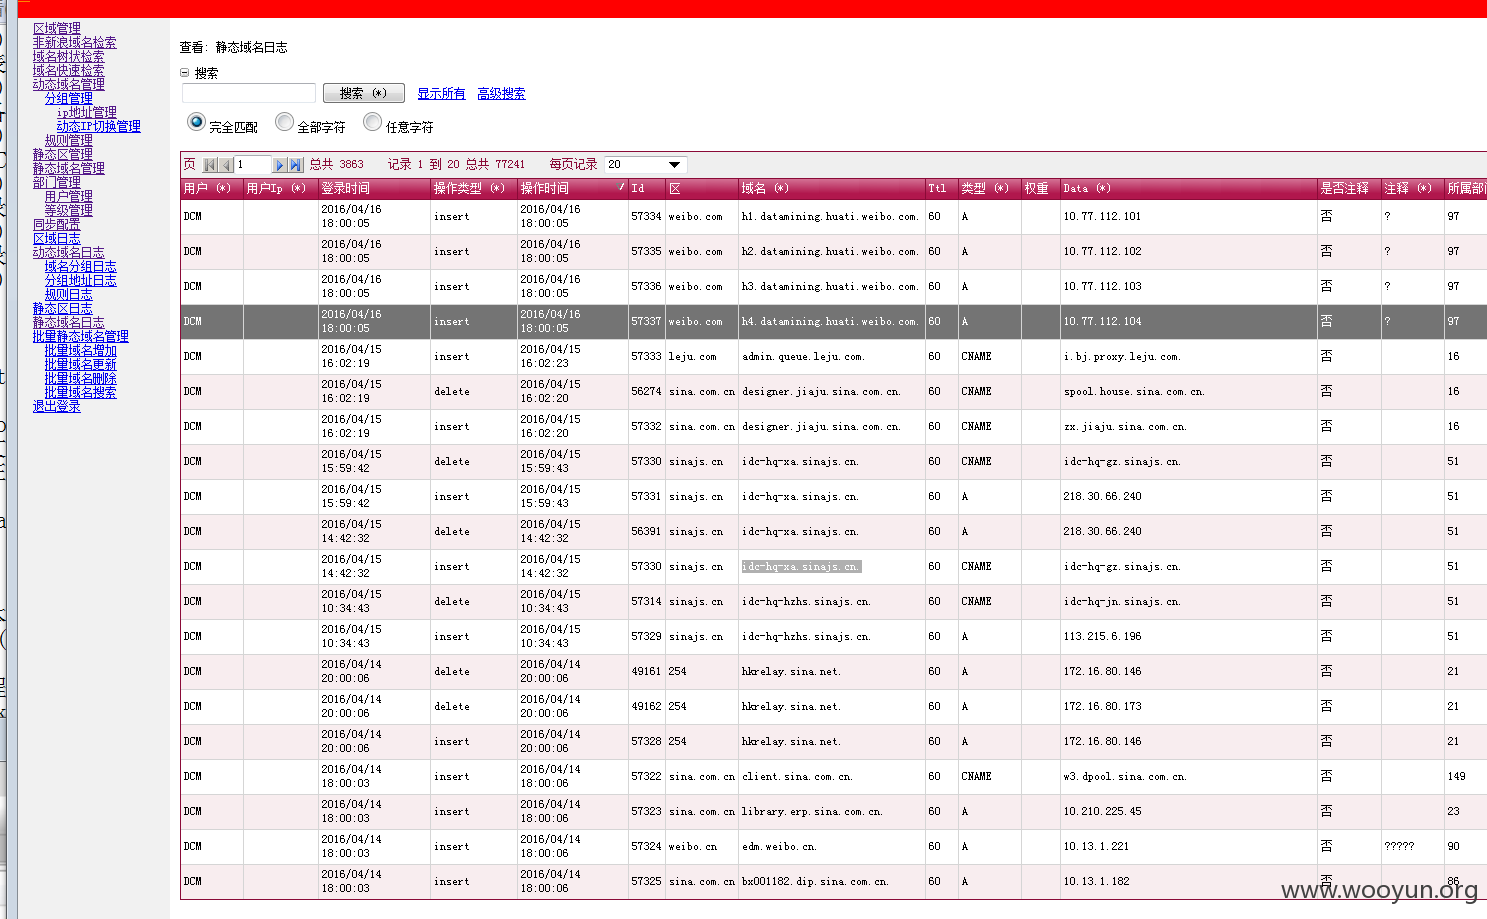 区域管理
非新浪域名检索
域名树状检索
域名快速检索
动态域名管理
分组管理
ip地址管理
动态IP切换管理
规则管理
静态区管理
静态域名管理
部门管理
用户管理
等级管理
同步配置
区域日志
动态域名日志
域名分组日志
分组地址日志
规则日志
静态区日志
静态域名日志
批量静态域名管理
批量域名增加
批量域名更新
批量域名删除
批量域名搜索
退出登录
查看: 静态域名日志
搜索
搜索 (*) 显示所有 高级搜索
完全匹配 全部字符 任意字符
页 1 总共 3863 记录 1 到 20 总共 77241 每页记录 20
用户 (*) 用户Ip (*) 登录时间 操作类型 (*) 操作时间 Id 区 域名 (*) Ttl 类型 (*) 权重 Data (*) 是否注释 注释 (*) 所属部门
DCM 2016/04/16 18:00:05 insert 2016/04/16 18:00:05 57334 weibo.com h1.datamining.huati.weibo.com. 60 A 10.77.112.101 否 ? 97
DCM 2016/04/16 18:00:05 insert 2016/04/16 18:00:05 57335 weibo.com h2.datamining.huati.weibo.com. 60 A 10.77.112.102 否 ? 97
DCM 2016/04/16 18:00:05 insert 2016/04/16 18:00:05 57336 weibo.com h3.datamining.huati.weibo.com. 60 A 10.77.112.103 否 ? 97
DCM 2016/04/16 18:00:05 insert 2016/04/16 18:00:05 57337 weibo.com h4.datamining.huati.weibo.com. 60 A 10.77.112.104 否 ? 97
DCM 2016/04/15 16:02:19 insert 2016/04/15 16:02:23 57333 leju.com admin.queue.leju.com. 60 CNAME i.bj.proxy.leju.com. 否 16
DCM 2016/04/15 16:02:19 delete 2016/04/15 16:02:20 56274 sina.com.cn designer.jiaju.sina.com.cn. 60 CNAME spool.house.sina.com.cn. 否 16
DCM 2016/04/15 16:02:19 insert 2016/04/15 16:02:20 57332 sina.com.cn designer.jiaju.sina.com.cn. 60 CNAME zx.jiaju.sina.com.cn. 否 16
DCM 2016/04/15 15:59:42 delete 2016/04/15 15:59:43 57330 sinajs.cn idc-hq-xa.sinajs.cn. 60 CNAME idc-hq-gz.sinajs.cn. 否 51
DCM 2016/04/15 15:59:42 insert 2016/04/15 15:59:43 57331 sinajs.cn idc-hq-xa.sinajs.cn. 60 A 218.30.66.240 否 51
DCM 2016/04/15 14:42:32 delete 2016/04/15 14:42:32 56391 sinajs.cn idc-hq-xa.sinajs.cn. 60 A 218.30.66.240 否 51
DCM 2016/04/15 14:42:32 insert 2016/04/15 14:42:32 57330 sinajs.cn idc-hq-xa.sinajs.cn. 60 CNAME idc-hq-gz.sinajs.cn. 否 51
DCM 2016/04/15 10:34:43 delete 2016/04/15 10:34:43 57314 sinajs.cn idc-hq-hzhs.sinajs.cn. 60 CNAME idc-hq-jn.sinajs.cn. 否 51
DCM 2016/04/15 10:34:43 insert 2016/04/15 10:34:43 57329 sinajs.cn idc-hq-hzhs.sinajs.cn. 60 A 113.215.6.196 否 51
DCM 2016/04/14 20:00:06 delete 2016/04/14 20:00:06 49161 254 hkrelay.sina.net. 60 A 172.16.80.146 否 21
DCM 2016/04/14 20:00:06 delete 2016/04/14 20:00:06 49162 254 hkrelay.sina.net. 60 A 172.16.80.173 否 21
DCM 2016/04/14 20:00:06 insert 2016/04/14 20:00:06 57328 254 hkrelay.sina.net. 60 A 172.16.80.146 否 21
DCM 2016/04/14 18:00:03 insert 2016/04/14 18:00:06 57322 sina.com.cn client.sina.com.cn. 60 CNAME w3.dpool.sina.com.cn. 否 149
DCM 2016/04/14 18:00:03 insert 2016/04/14 18:00:06 57323 sina.com.cn library.erp.sina.com.cn. 60 A 10.210.225.45 否 23
DCM 2016/04/14 18:00:03 insert 2016/04/14 18:00:06 57324 weibo.cn edm.weibo.cn. 60 A 10.13.1.221 否 ????? 90
DCM 2016/04/14 18:00:03 insert 2016/04/14 18:00:06 57325 sina.com.cn bx001182.dip.sina.com.cn. 60 A 10.13.1.182 否 86
www.wooyun.org